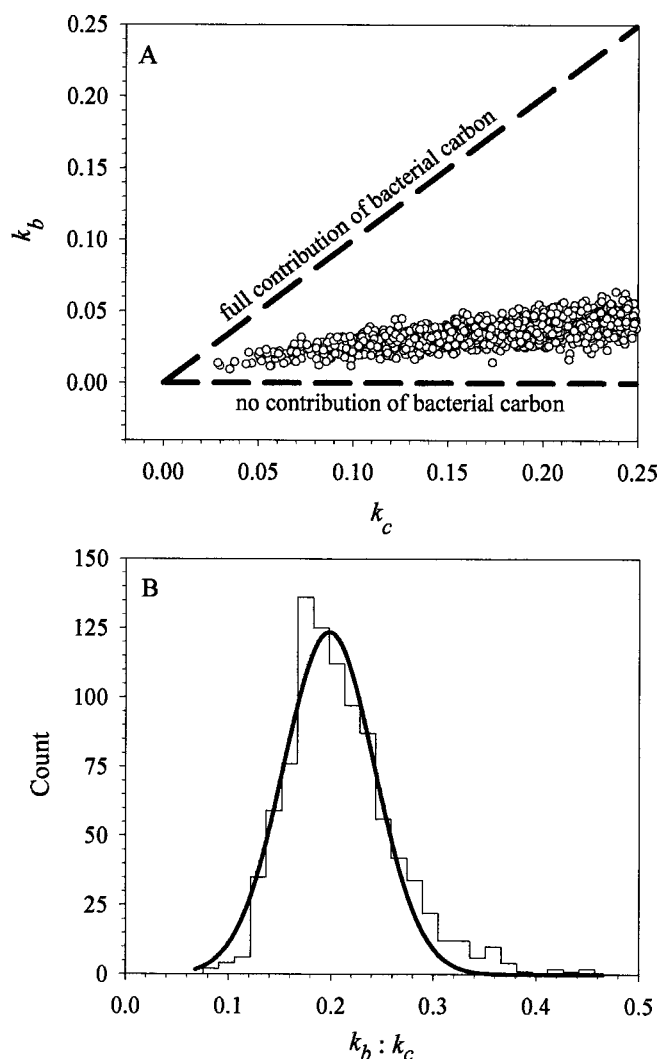 A
0.25
0.20
0.15
0.10
0.05
0.00
k_b
full contribution of bacterial carbon
no contribution of bacterial carbon
0.00 0.05 0.10 0.15 0.20 0.25
k_c
B
150
125
100
75
50
25
0
Count
0.0 0.1 0.2 0.3 0.4 0.5
k_b : k_c